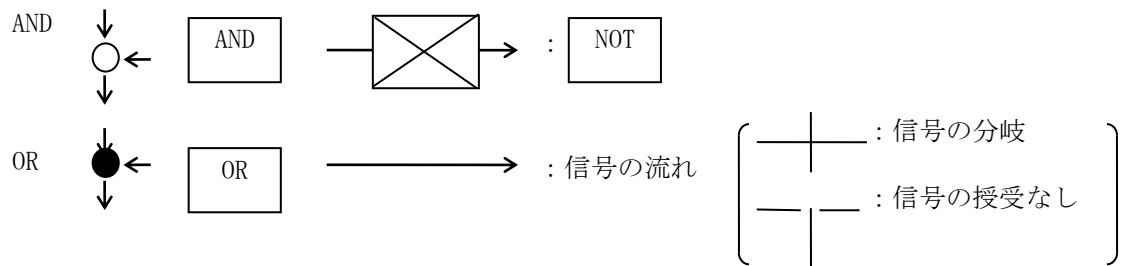 AND AND : NOT
OR OR : 信号の流れ
: 信号の分岐
: 信号の授受なし